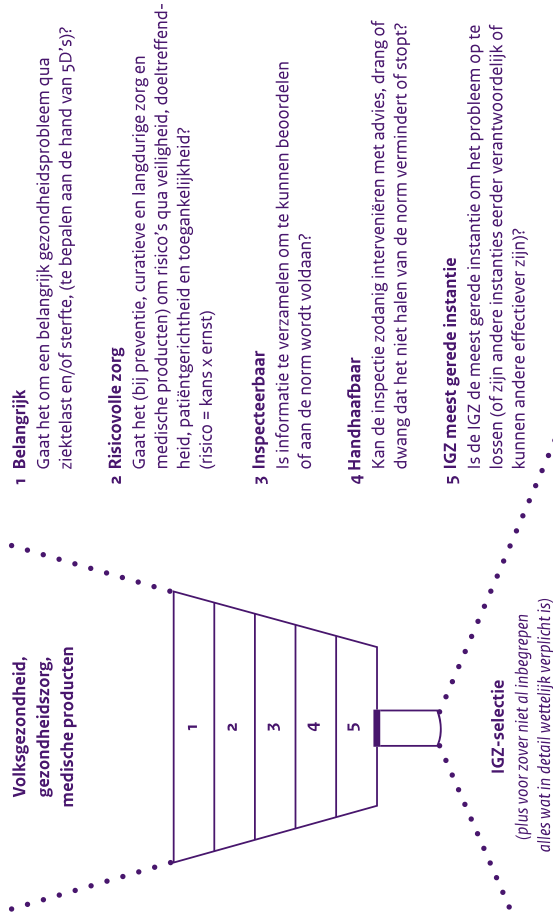 Volksgezondheid,
gezondheidszorg,
medische producten
1
2
3
4
5
IGZ-selectie
(plus voor zover niet al inbegrepen
alles wat in detail wettelijk verplicht is)
1 Belangrijk
Gaat het om een belangrijk gezondheidsprobleem qua
ziektelast en/of sterfte, (te bepalen aan de hand van 5D's)?
2 Risicovolle zorg
Gaat het (bij preventie, curatieve en langdurige zorg en
medische producten) om risico's qua veiligheid, doeltreffend-
heid, patiëntgerichtheid en toegankelijkheid?
(risico = kans x ernst)
3 Inspecteerbaar
Is informatie te verzamelen om te kunnen beoordelen
of aan de norm wordt voldaan?
4 Handhaafbaar
Kan de inspectie zodanig interveniëren met advies, drang of
dwang dat het niet halen van de norm vermindert of stopt?
5 IGZ meest gerede instantie
Is de IGZ de meest gerede instantie om het probleem op te
lossen (of zijn andere instanties eerder verantwoordelijk of
kunnen andere effectiever zijn)?